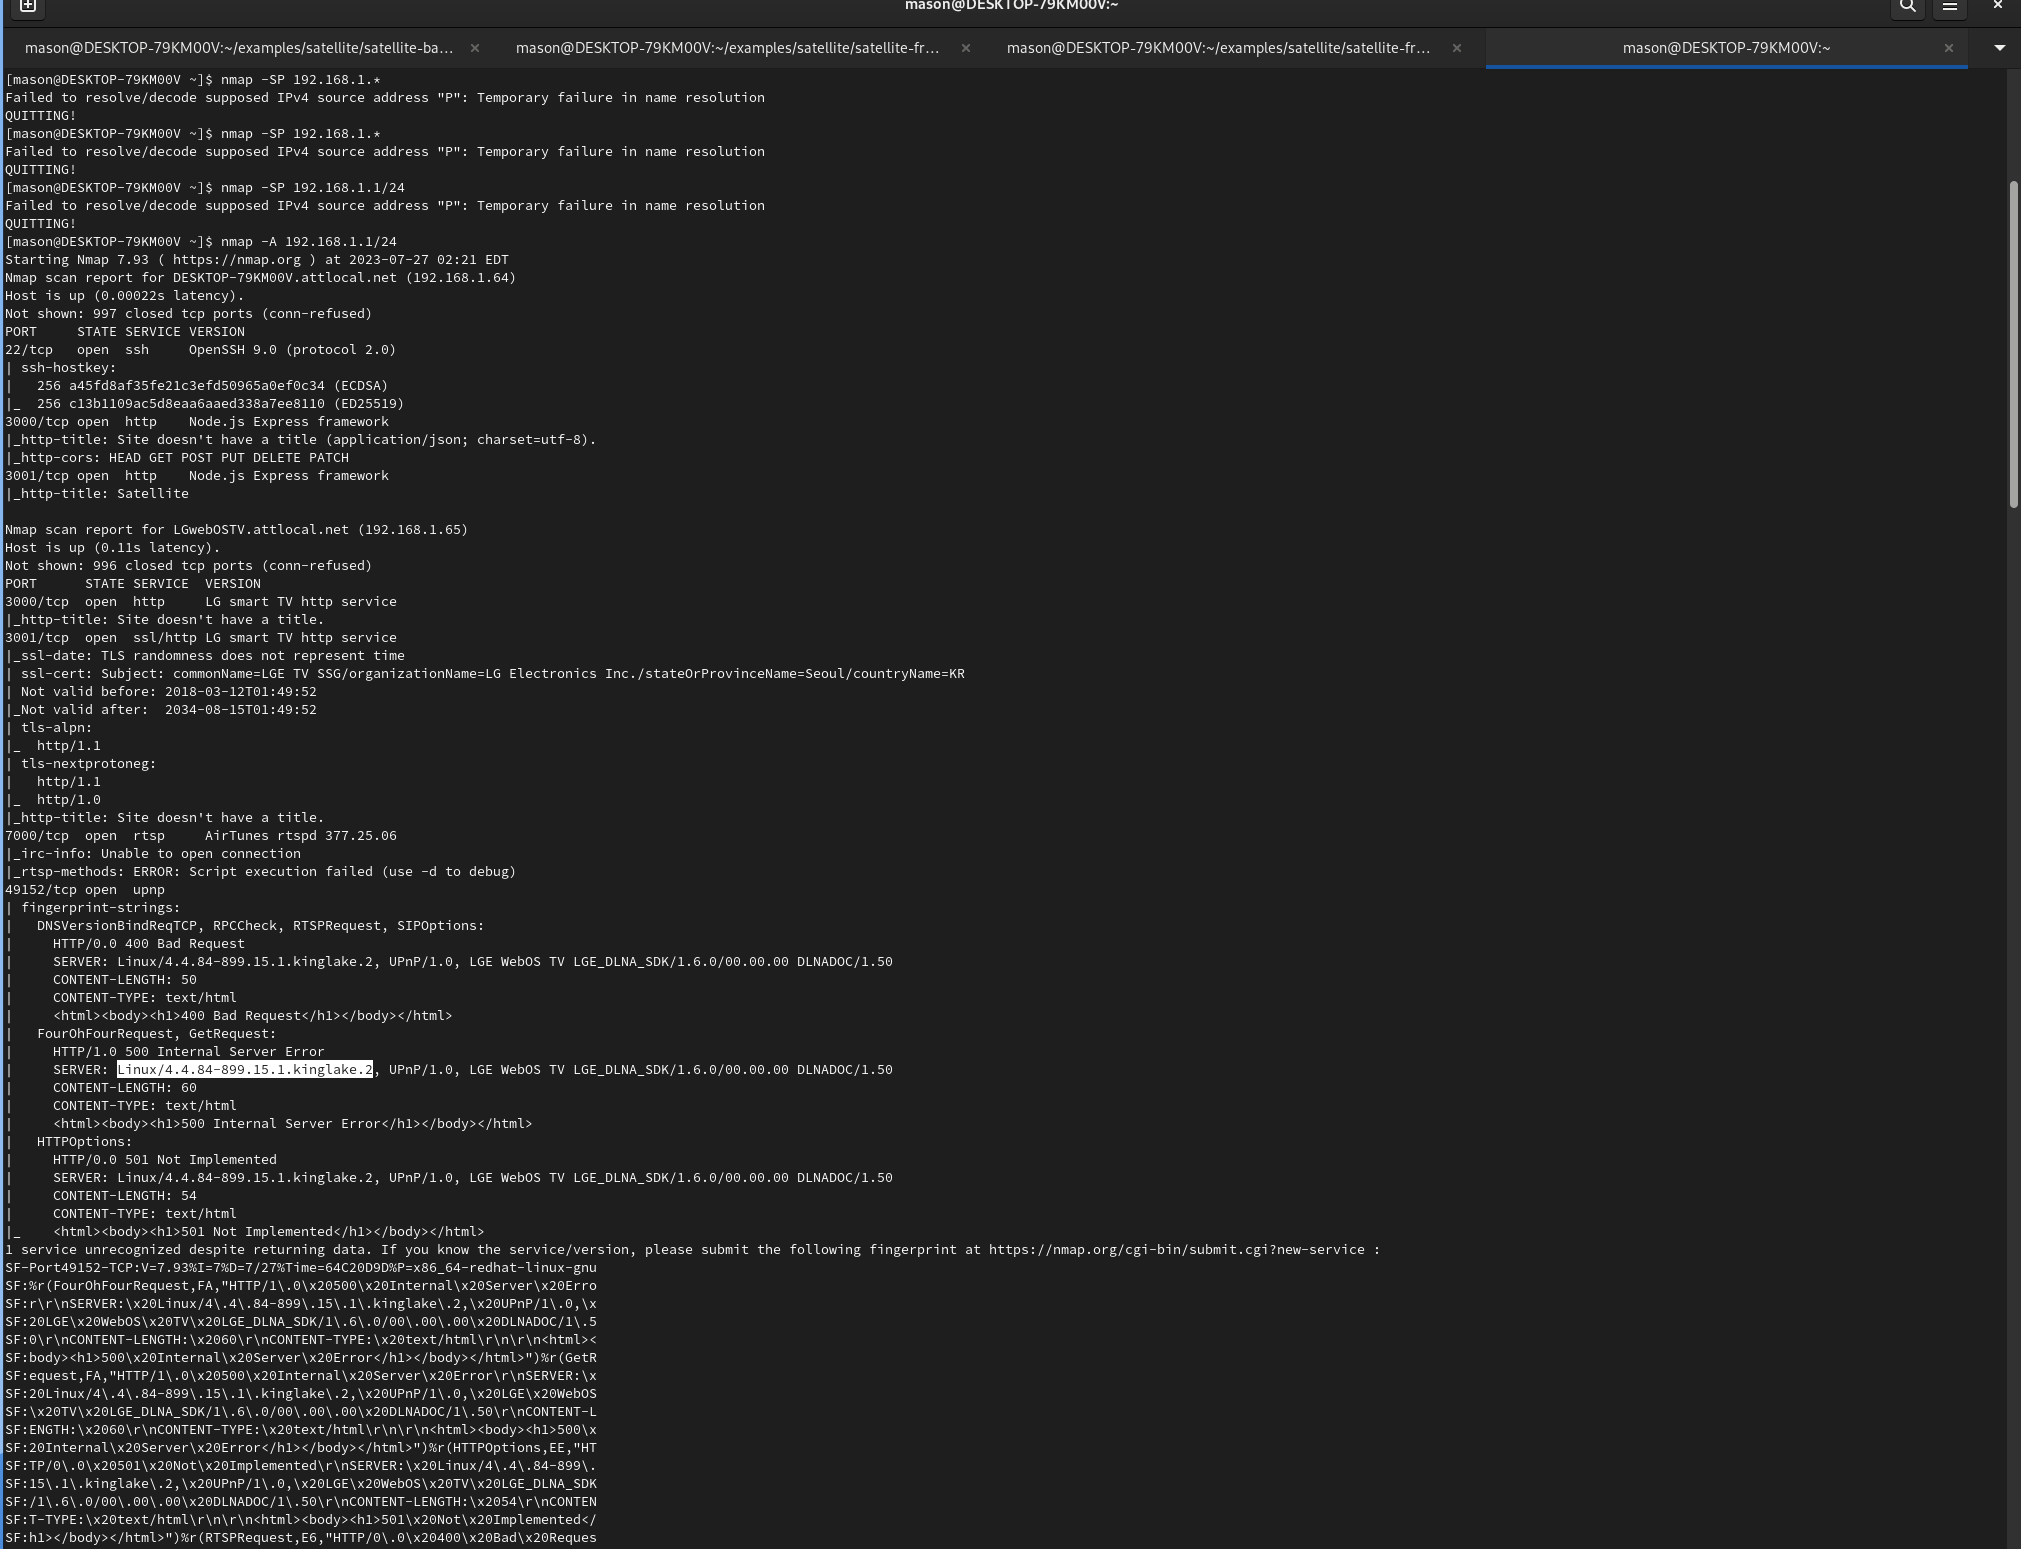 mason@DESKTOP-79KM00V:~
mason@DESKTOP-79KM00V:~/examples/satellite/satellite-ba...
mason@DESKTOP-79KM00V:~/examples/satellite/satellite-fr...
mason@DESKTOP-79KM00V:~/examples/satellite/satellite-fr...
mason@DESKTOP-79KM00V:~
[mason@DESKTOP-79KM00V ~]$ nmap -SP 192.168.1.*
Failed to resolve/decode supposed IPv4 source address "P": Temporary failure in name resolution
QUITTING!
[mason@DESKTOP-79KM00V ~]$ nmap -SP 192.168.1.*
Failed to resolve/decode supposed IPv4 source address "P": Temporary failure in name resolution
QUITTING!
[mason@DESKTOP-79KM00V ~]$ nmap -SP 192.168.1.1/24
Failed to resolve/decode supposed IPv4 source address "P": Temporary failure in name resolution
QUITTING!
[mason@DESKTOP-79KM00V ~]$ nmap -A 192.168.1.1/24
Starting Nmap 7.93 ( https://nmap.org ) at 2023-07-27 02:21 EDT
Nmap scan report for DESKTOP-79KM00V.attlocal.net (192.168.1.64)
Host is up (0.00022s latency).
Not shown: 997 closed tcp ports (conn-refused)
PORT     STATE SERVICE VERSION
22/tcp   open  ssh     OpenSSH 9.0 (protocol 2.0)
| ssh-hostkey:
|   256 a45fd8af35fe21c3efd50965a0ef0c34 (ECDSA)
|_  256 c13b1109ac5d8eaa6aaed338a7ee8110 (ED25519)
3000/tcp open  http    Node.js Express framework
|_http-title: Site doesn't have a title (application/json; charset=utf-8).
|_http-cors: HEAD GET POST PUT DELETE PATCH
3001/tcp open  http    Node.js Express framework
|_http-title: Satellite
Nmap scan report for LGwebOSTV.attlocal.net (192.168.1.65)
Host is up (0.11s latency).
Not shown: 996 closed tcp ports (conn-refused)
PORT      STATE SERVICE  VERSION
3000/tcp  open  http     LG smart TV http service
|_http-title: Site doesn't have a title.
3001/tcp  open  ssl/http LG smart TV http service
|_ssl-date: TLS randomness does not represent time
| ssl-cert: Subject: commonName=LGE TV SSG/organizationName=LG Electronics Inc./stateOrProvinceName=Seoul/countryName=KR
| Not valid before: 2018-03-12T01:49:52
|_Not valid after:  2034-08-15T01:49:52
| tls-alpn:
|_  http/1.1
| tls-nextprotoneg:
|   http/1.1
|_  http/1.0
|_http-title: Site doesn't have a title.
7000/tcp  open  rtsp     AirTunes rtspd 377.25.06
|_irc-info: Unable to open connection
|_rtsp-methods: ERROR: Script execution failed (use -d to debug)
49152/tcp open  upnp
| fingerprint-strings:
|   DNSVersionBindReqTCP, RPCCheck, RTSPRequest, SIPOptions:
|     HTTP/0.0 400 Bad Request
|     SERVER: Linux/4.4.84-899.15.1.kinglake.2, UPnP/1.0, LGE WebOS TV LGE_DLNA_SDK/1.6.0/00.00.00 DLNADOC/1.50
|     CONTENT-LENGTH: 50
|     CONTENT-TYPE: text/html
|     <html><body><h1>400 Bad Request</h1></body></html>
|   FourOhFourRequest, GetRequest:
|     HTTP/1.0 500 Internal Server Error
|     SERVER: Linux/4.4.84-899.15.1.kinglake.2, UPnP/1.0, LGE WebOS TV LGE_DLNA_SDK/1.6.0/00.00.00 DLNADOC/1.50
|     CONTENT-LENGTH: 60
|     CONTENT-TYPE: text/html
|     <html><body><h1>500 Internal Server Error</h1></body></html>
|   HTTPOptions:
|     HTTP/0.0 501 Not Implemented
|     SERVER: Linux/4.4.84-899.15.1.kinglake.2, UPnP/1.0, LGE WebOS TV LGE_DLNA_SDK/1.6.0/00.00.00 DLNADOC/1.50
|     CONTENT-LENGTH: 54
|     CONTENT-TYPE: text/html
|_    <html><body><h1>501 Not Implemented</h1></body></html>
1 service unrecognized despite returning data. If you know the service/version, please submit the following fingerprint at https://nmap.org/cgi-bin/submit.cgi?new-service :
SF-Port49152-TCP:V=7.93%I=7%D=7/27%Time=64C20D9D%P=x86_64-redhat-linux-gnu
SF:%r(FourOhFourRequest,FA,"HTTP/1\.0\x20500\x20Internal\x20Server\x20Erro
SF:r\r\nSERVER:\x20Linux/4\.4\.84-899\.15\.1\.kinglake\.2,\x20UPnP/1\.0,\x
SF:20LGE\x20WebOS\x20TV\x20LGE_DLNA_SDK/1\.6\.0/00\.00\.00\x20DLNADOC/1\.5
SF:0\r\nCONTENT-LENGTH:\x2060\r\nCONTENT-TYPE:\x20text/html\r\n\r\n<html><
SF:body><h1>500\x20Internal\x20Server\x20Error</h1></body></html>")%r(GetR
SF:equest,FA,"HTTP/1\.0\x20500\x20Internal\x20Server\x20Error\r\nSERVER:\x
SF:20Linux/4\.4\.84-899\.15\.1\.kinglake\.2,\x20UPnP/1\.0,\x20LGE\x20WebOS
SF:\x20TV\x20LGE_DLNA_SDK/1\.6\.0/00\.00\.00\x20DLNADOC/1\.50\r\nCONTENT-L
SF:ENGTH:\x2060\r\nCONTENT-TYPE:\x20text/html\r\n\r\n<html><body><h1>500\x
SF:20Internal\x20Server\x20Error</h1></body></html>")%r(HTTPOptions,EE,"HT
SF:TP/0\.0\x20501\x20Not\x20Implemented\r\nSERVER:\x20Linux/4\.4\.84-899\.
SF:15\.1\.kinglake\.2,\x20UPnP/1\.0,\x20LGE\x20WebOS\x20TV\x20LGE_DLNA_SDK
SF:/1\.6\.0/00\.00\.00\x20DLNADOC/1\.50\r\nCONTENT-LENGTH:\x2054\r\nCONTEN
SF:T-TYPE:\x20text/html\r\n\r\n<html><body><h1>501\x20Not\x20Implemented</
SF:h1></body></html>")%r(RTSPRequest,E6,"HTTP/0\.0\x20400\x20Bad\x20Reques